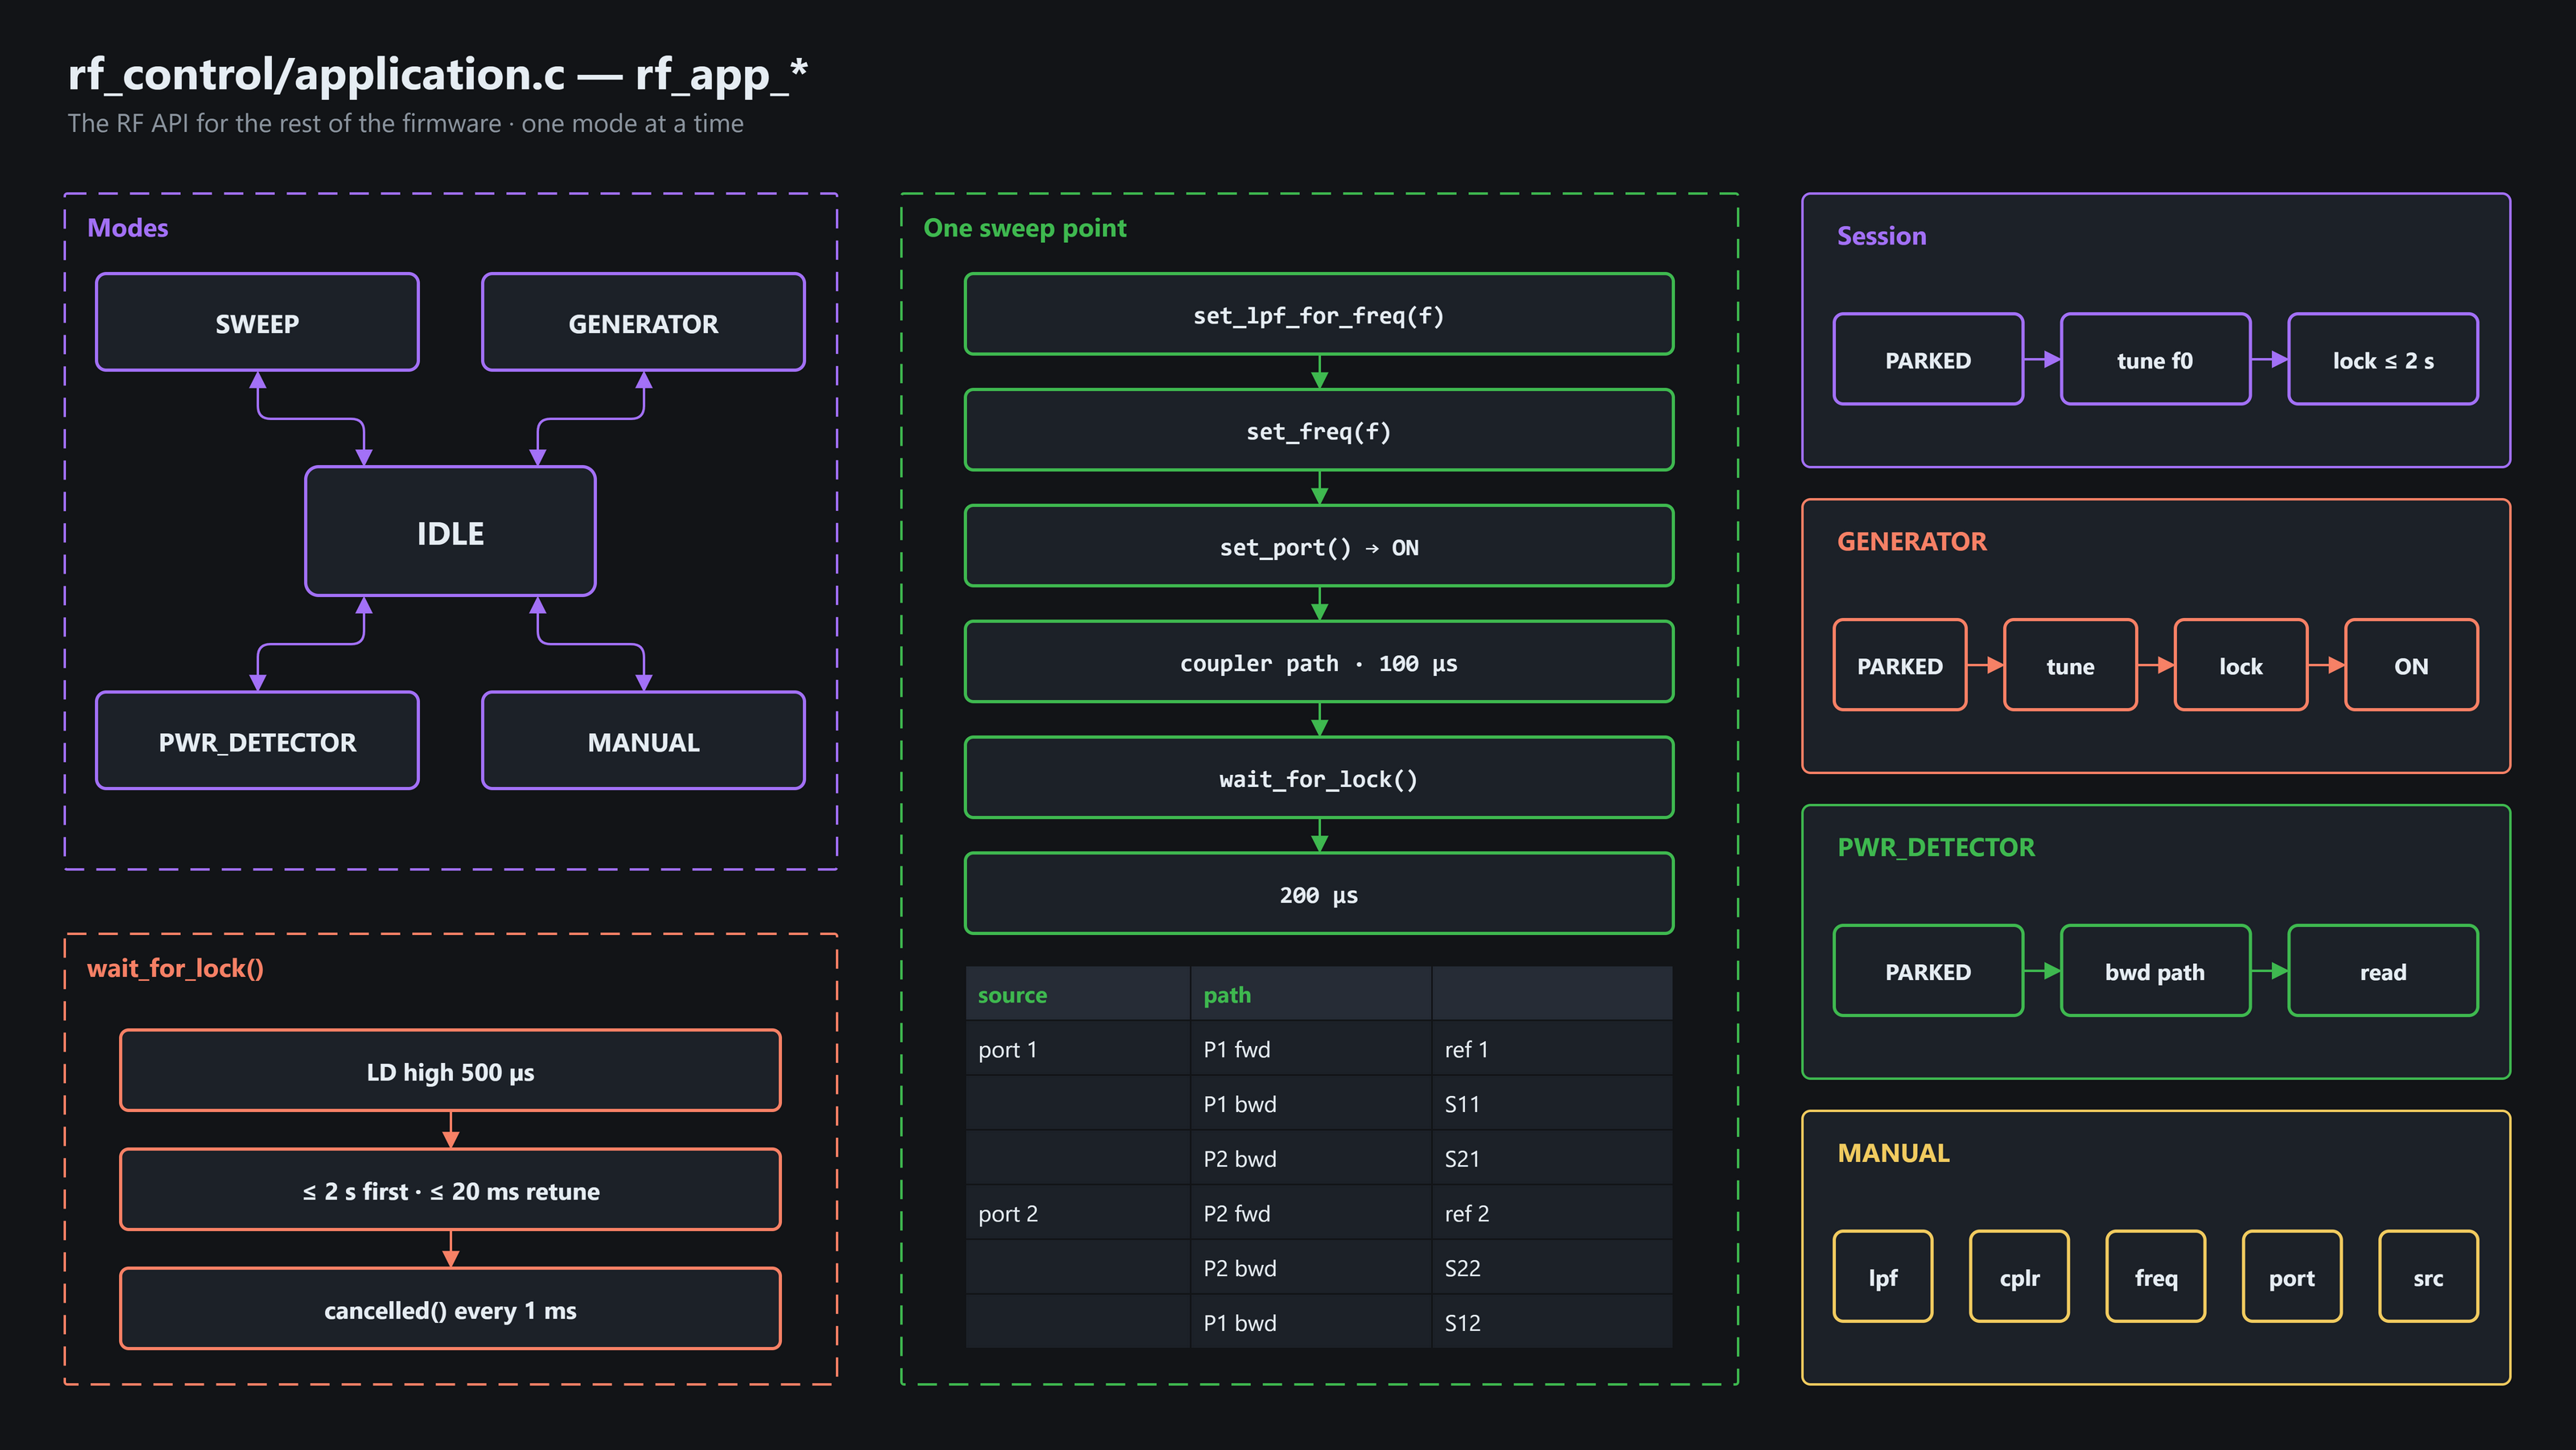 rf_control/application.c — rf_app_*
The RF API for the rest of the firmware · one mode at a time
Modes
SWEEP
GENERATOR
IDLE
PWR_DETECTOR
MANUAL
wait_for_lock()
LD high 500 µs
≤ 2 s first · ≤ 20 ms retune
cancelled() every 1 ms
One sweep point
set_lpf_for_freq(f)
set_freq(f)
set_port() → ON
coupler path · 100 µs
wait_for_lock()
200 µs
source path
port 1 P1 fwd ref 1
P1 bwd S11
P2 bwd S21
port 2 P2 fwd ref 2
P2 bwd S22
P1 bwd S12
Session
PARKED tune f0 lock ≤ 2 s
GENERATOR
PARKED tune lock ON
PWR_DETECTOR
PARKED bwd path read
MANUAL
lpf cplr freq port src